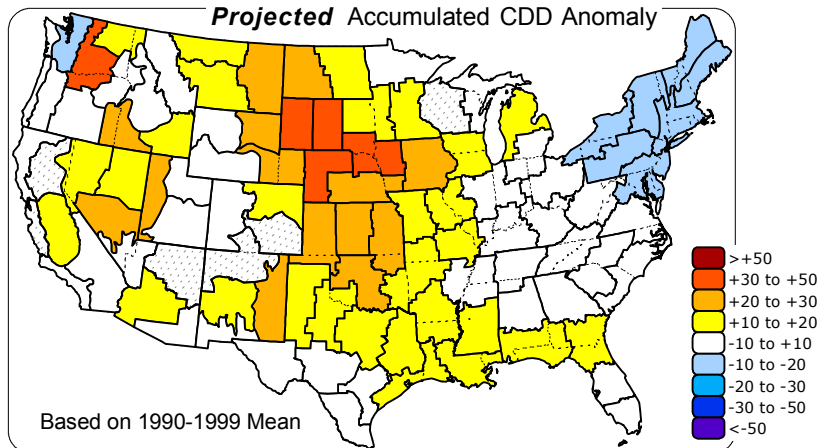 Projected Accumulated CDD Anomaly
>+50
+30 to +50
+20 to +30
+10 to +20
-10 to +10
-10 to -20
-20 to -30
-30 to -50
<-50
Based on 1990-1999 Mean